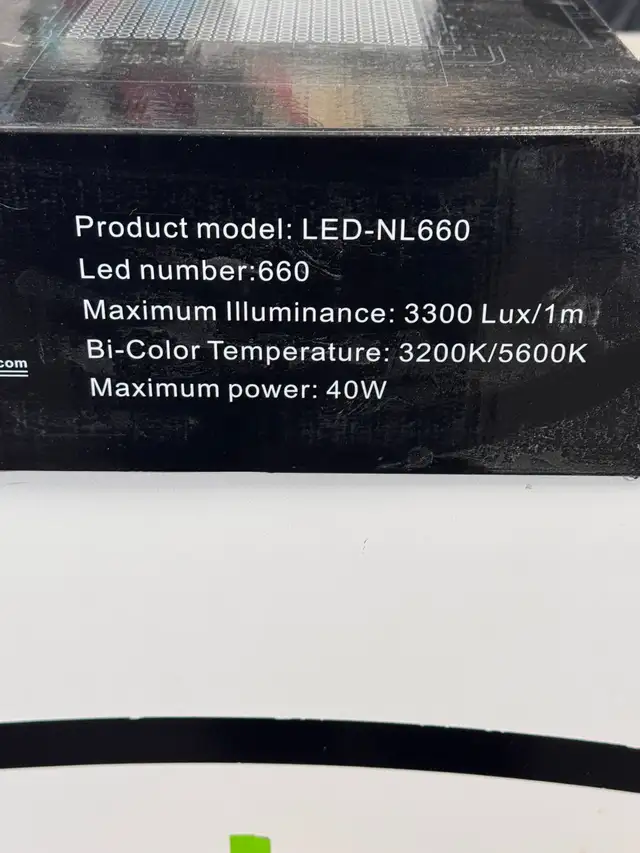 Product model: LED-NL660
Led number:660
Maximum Illuminance: 3300 Lux/1m
Bi-Color Temperature: 3200K/5600K
.com
Maximum power: 40W